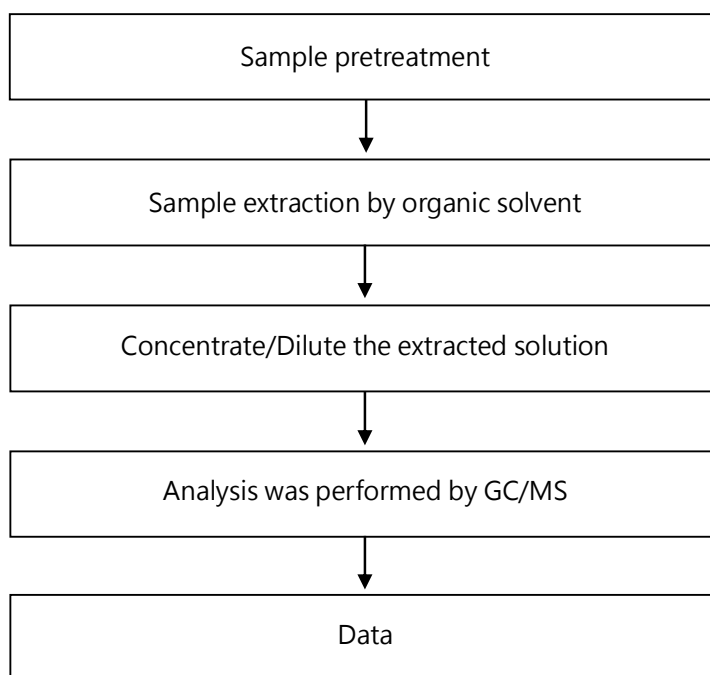 Sample pretreatment
Sample extraction by organic solvent
Concentrate/Dilute the extracted solution
Analysis was performed by GC/MS
Data